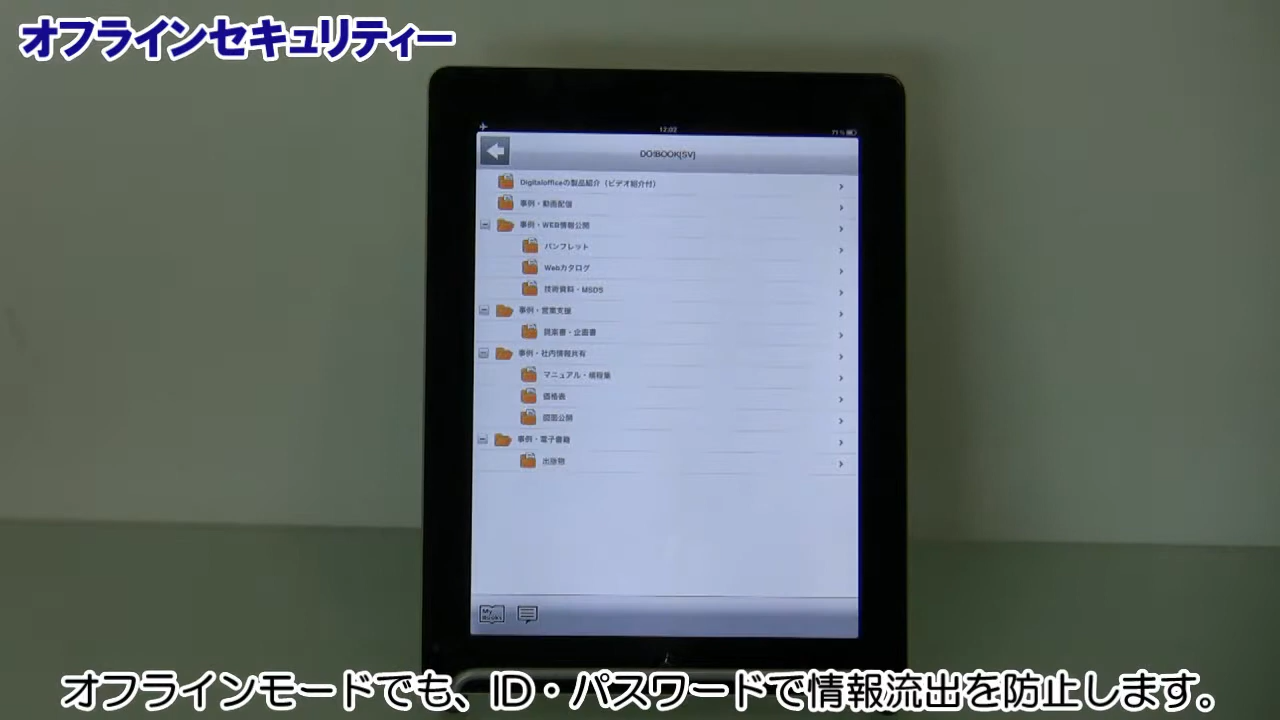 オフラインセキュリティー
12:02
71%
DO!BOOK[SV]
Digitalofficeの製品紹介（ビデオ紹介付）
事例・動画配信
事例・WEB情報公開
パンフレット
Webカタログ
技術資料・MSDS
事例・営業支援
提案書・企画書
事例・社内情報共有
マニュアル・規程集
価格表
図面公開
事例・電子書籍
出版物
My Books
オフラインモードでも、ID・パスワードで情報流出を防止します。